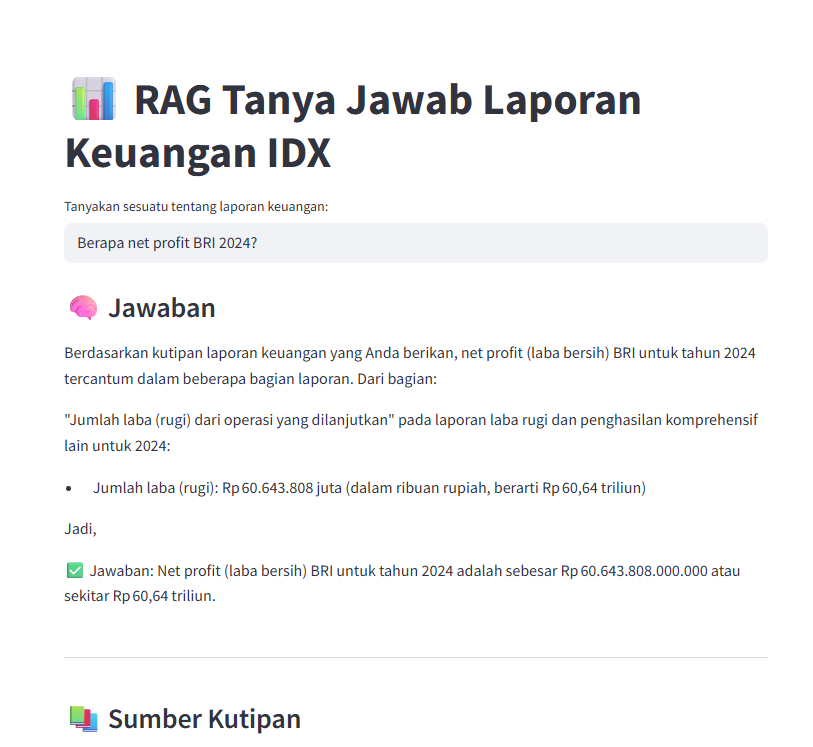 RAG Tanya Jawab Laporan
Keuangan IDX
Tanyakan sesuatu tentang laporan keuangan:
Berapa net profit BRI 2024?
Jawaban
Berdasarkan kutipan laporan keuangan yang Anda berikan, net profit (laba bersih) BRI untuk tahun 2024
tercantum dalam beberapa bagian laporan. Dari bagian:
"Jumlah laba (rugi) dari operasi yang dilanjutkan" pada laporan laba rugi dan penghasilan komprehensif
lain untuk 2024:
• Jumlah laba (rugi): Rp 60.643.808 juta (dalam ribuan rupiah, berarti Rp 60,64 triliun)
Jadi,
✅ Jawaban: Net profit (laba bersih) BRI untuk tahun 2024 adalah sebesar Rp 60.643.808.000.000 atau
sekitar Rp 60,64 triliun.
Sumber Kutipan